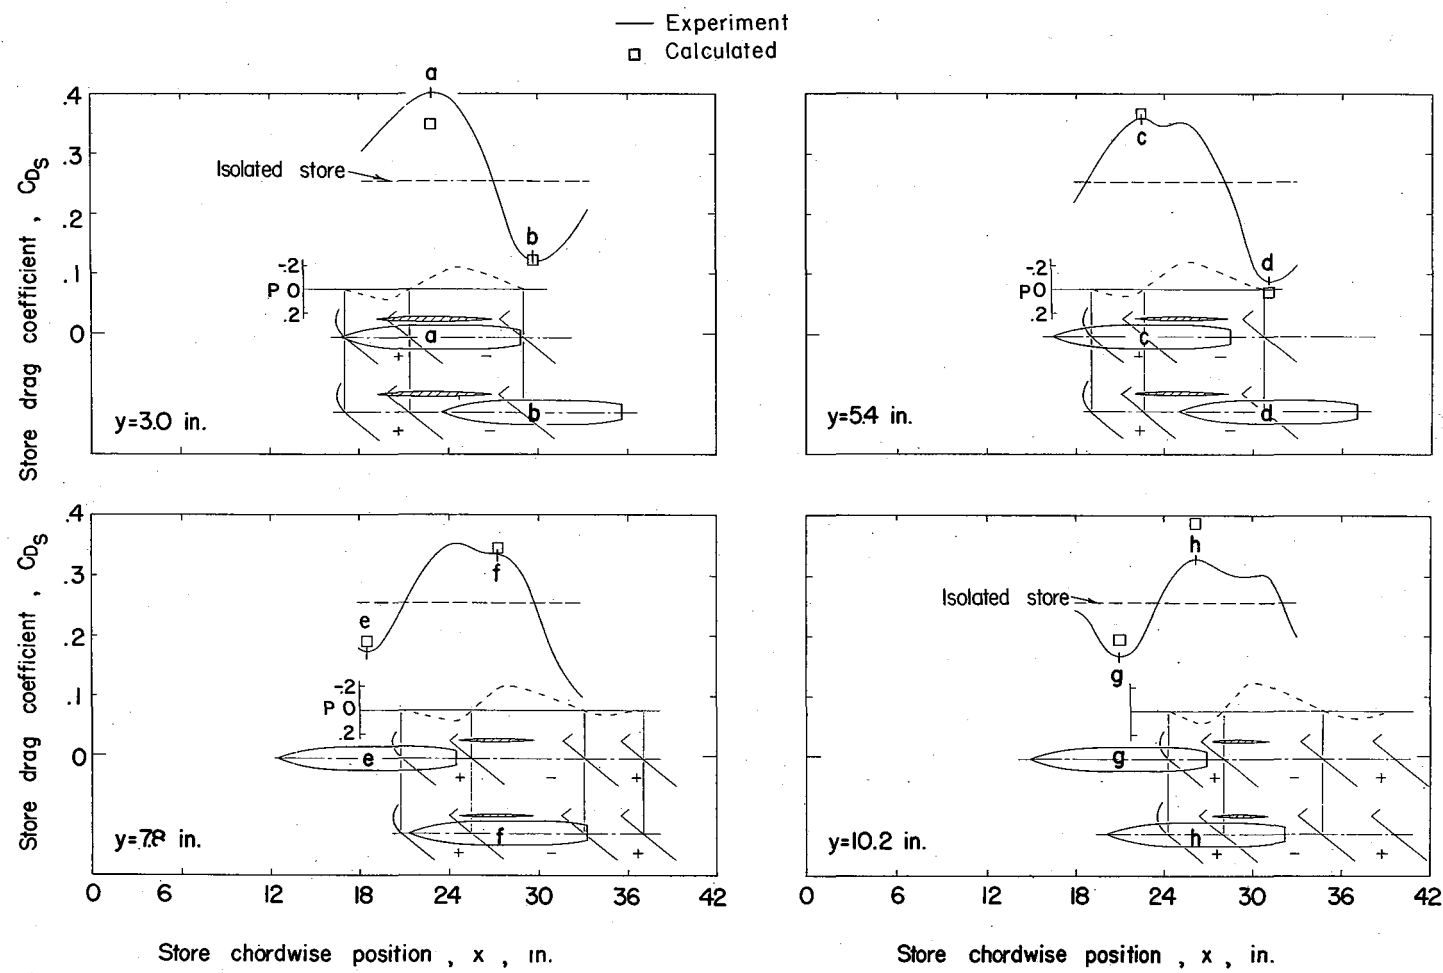 Experiment
Calculated
Store drag coefficient , CDS
.4
.3
.2
.1
0
a
Isolated store
b
-.2
P 0
.2
a
+
−
b
+
−
y=3.0 in.
c
d
-.2
P0
.2
c
+
−
d
+
−
y=5.4 in.
Store drag coefficient , CDS
.4
.3
.2
.1
0
e
f
-.2
P 0
.2
e
+
−
+
f
+
−
+
y=7.8 in.
h
Isolated store
g
g
+
−
+
h
+
−
+
y=10.2 in.
0 6 12 18 24 30 36 42
0 6 12 18 24 30 36 42
Store chordwise position , x , in.
Store chordwise position , x , in.